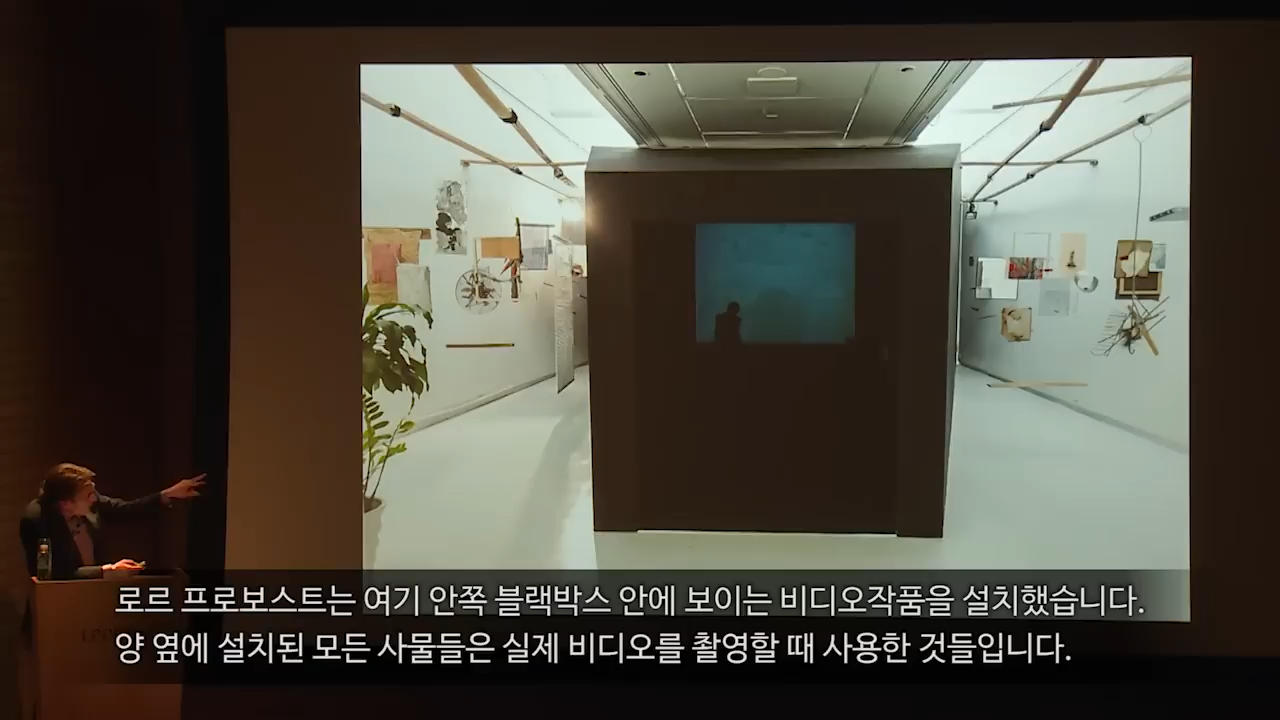 로르 프로보스트는 여기 안쪽 블랙박스 안에 보이는 비디오작품을 설치했습니다.
양 옆에 설치된 모든 사물들은 실제 비디오를 촬영할 때 사용한 것들입니다.